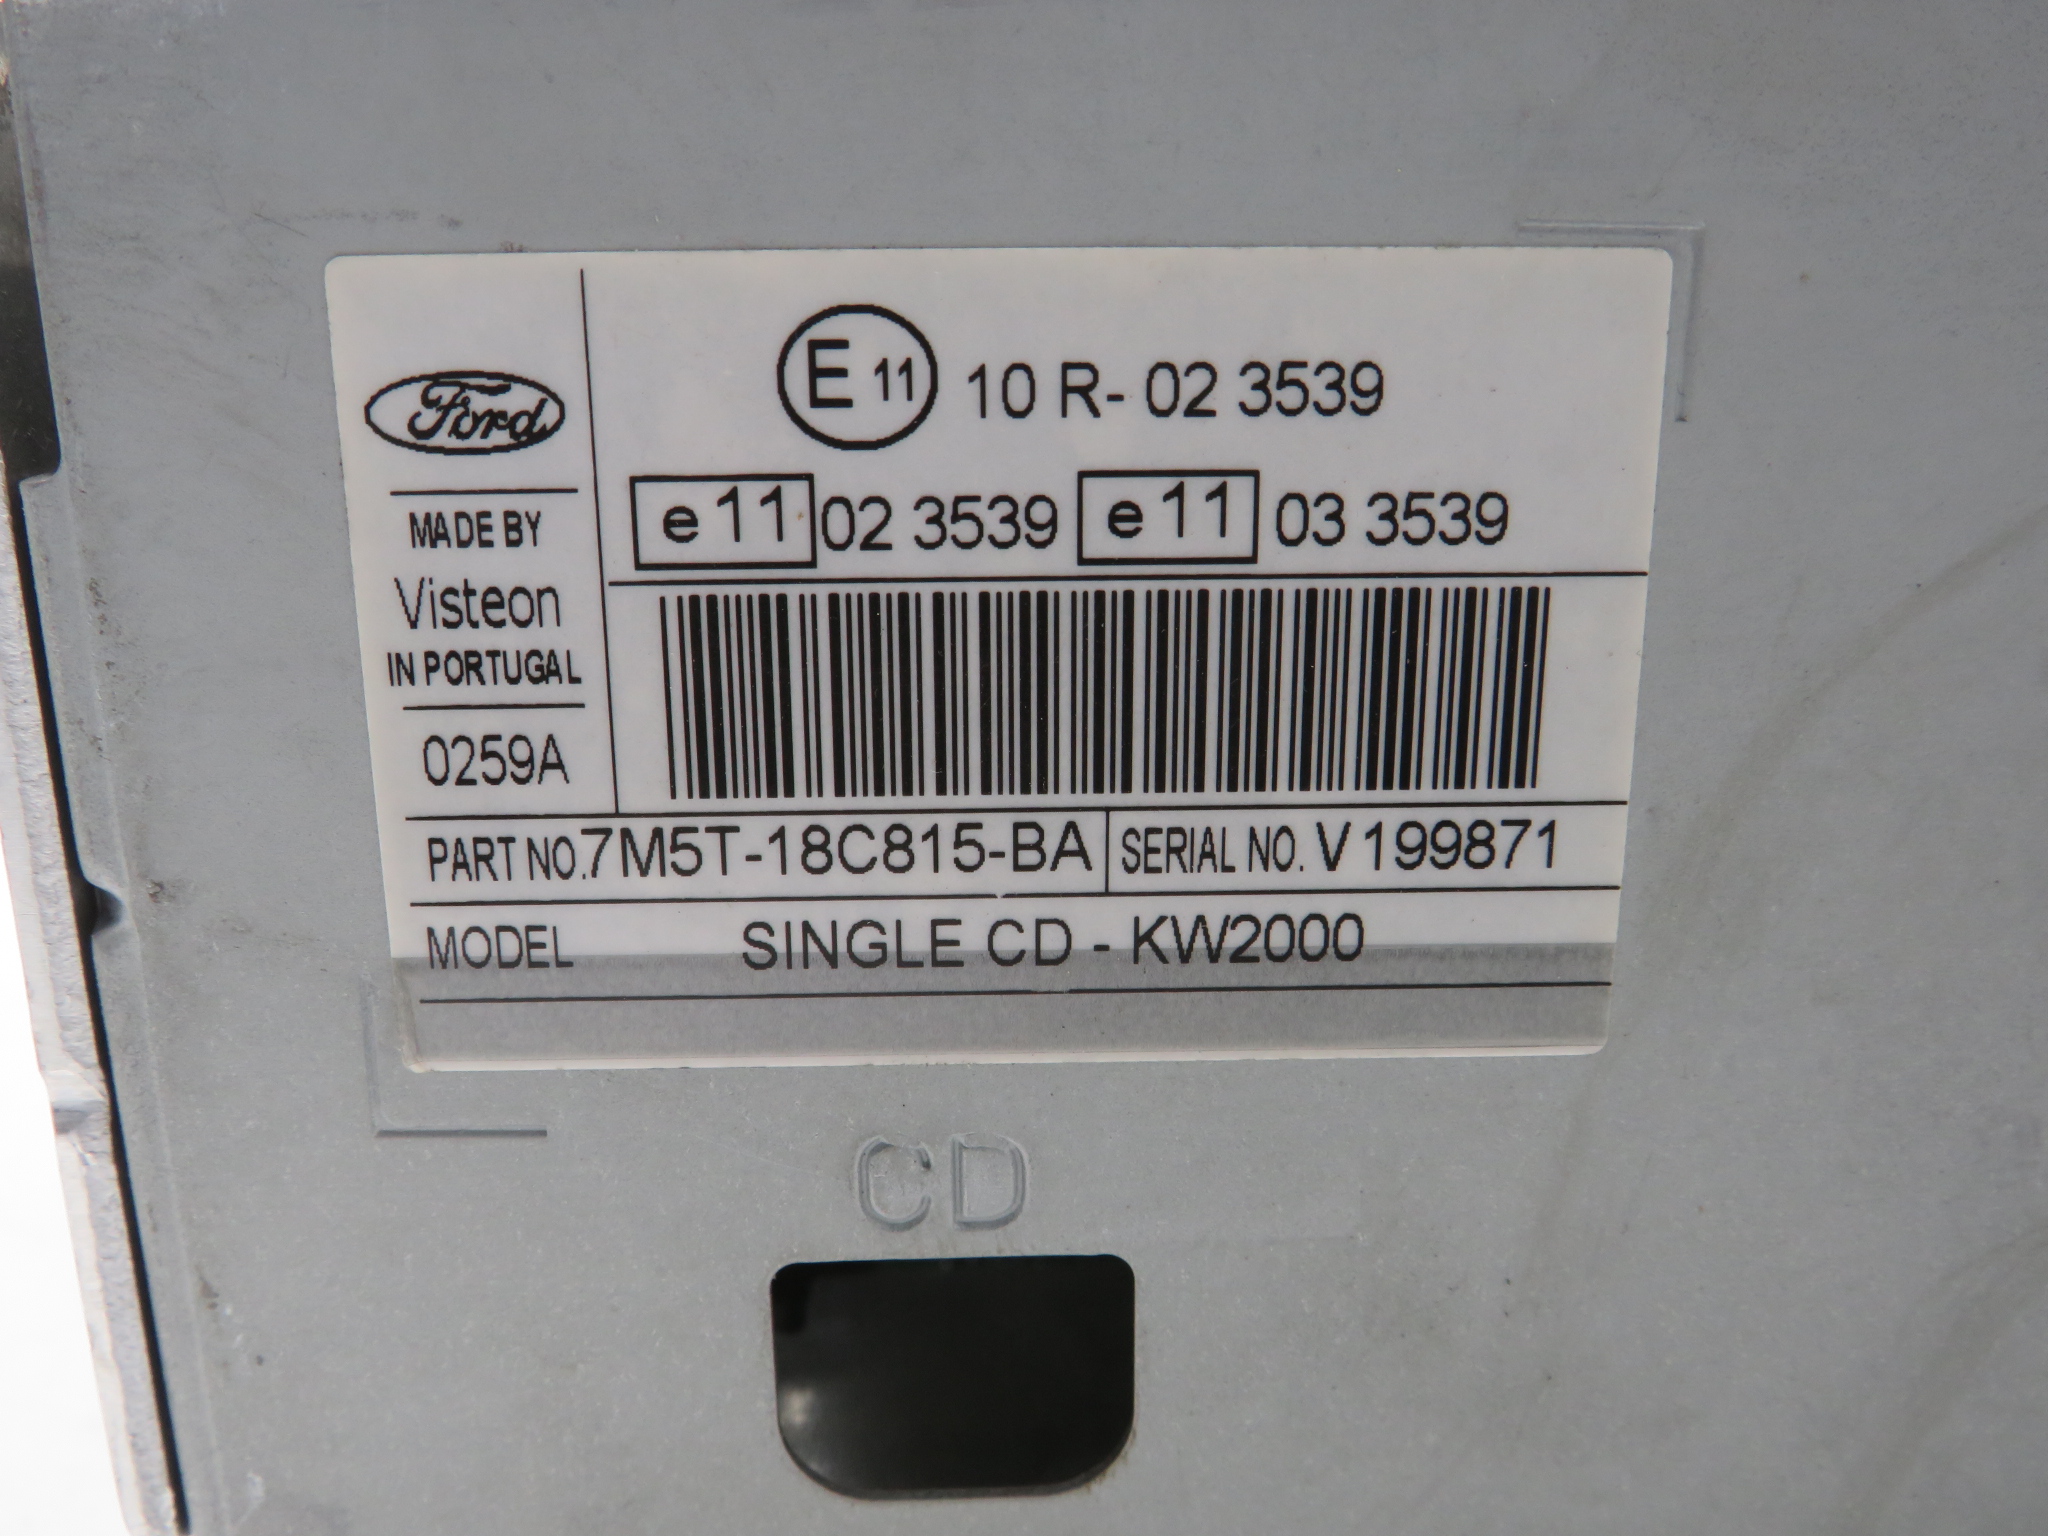 Ford
MADE BY
Visteon
IN PORTUGAL
0259A
E 11 10 R- 02 3539
e 11 02 3539 e 11 03 3539
PART NO. 7M5T-18C815-BA SERIAL NO. V199871
MODEL SINGLE CD - KW2000
CD